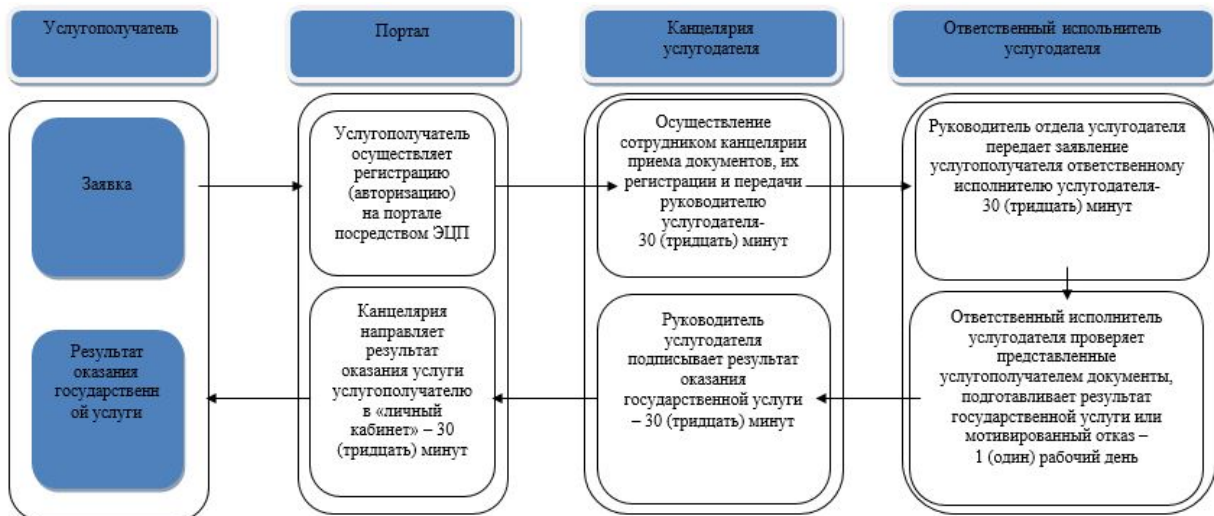 Услугополучатель
Портал
Канцелярия
услугодателя
Ответственный испольнитель
услугодателя
Заявка
Услугополучатель
осуществляет
регистрацию
(авторизацию)
на портале
посредством ЭЦП
Осуществление
сотрудником канцелярии
приема документов, их
регистрации и передачи
руководителю
услугодателя-
30 (тридцать) минут
Руководитель отдела услугодателя
передает заявление
услугополучателя ответственному
исполнителю услугодателя-
30 (тридцать) минут
Результат
оказания
государственн
ой услуги
Канцелярия
направляет
результат
оказания услуги
услугополучателю
в «личный
кабинет» – 30
(тридцать) минут
Руководитель
услугодателя
подписывает результат
оказания
государственной услуги
– 30 (тридцать) минут
Ответственный исполнитель
услугодателя проверяет
представленные
услугополучателем документы,
подготавливает результат
государственной услуги или
мотивированный отказ –
1 (один) рабочий день